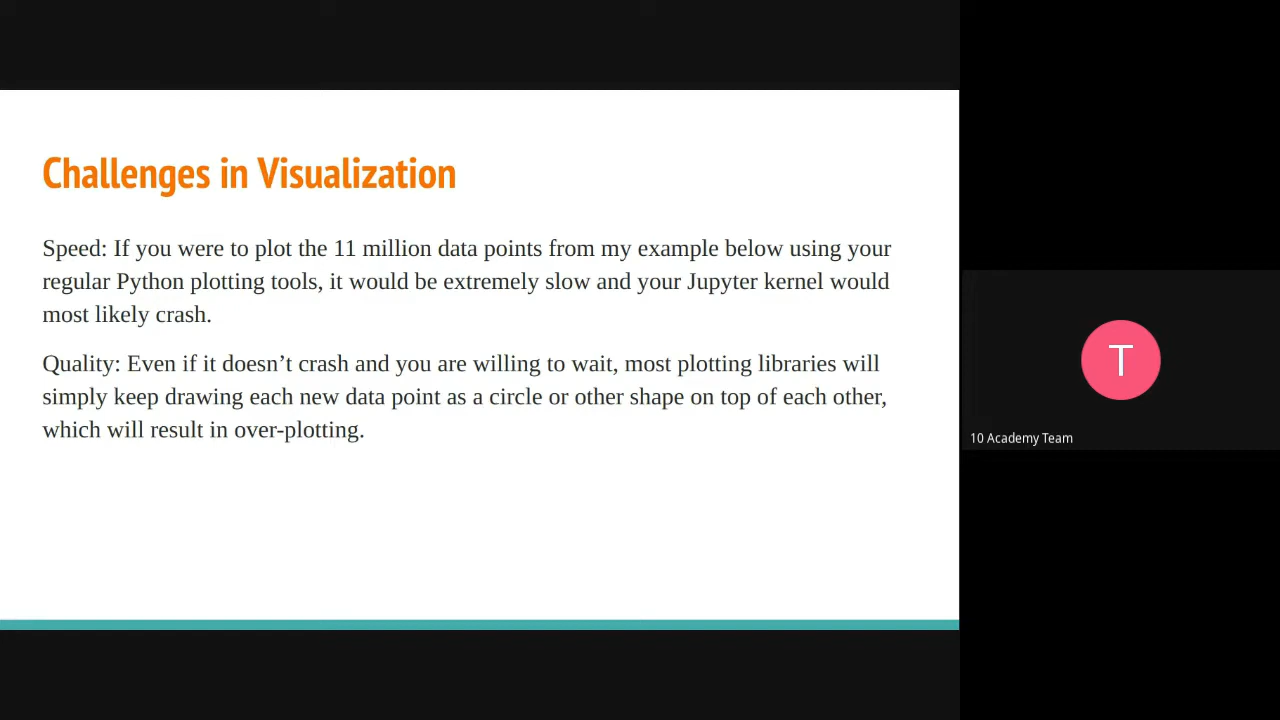 Challenges in Visualization
Speed: If you were to plot the 11 million data points from my example below using your
regular Python plotting tools, it would be extremely slow and your Jupyter kernel would
most likely crash.
Quality: Even if it doesn’t crash and you are willing to wait, most plotting libraries will
simply keep drawing each new data point as a circle or other shape on top of each other,
which will result in over-plotting.
T
10 Academy Team